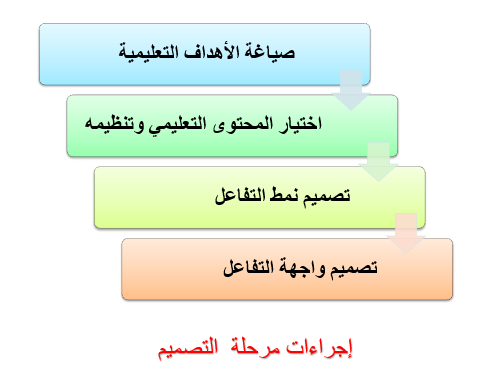 صياغة الأهداف التعليمية
اختيار المحتوى التعليمي وتنظيمه
تصميم نمط التفاعل
تصميم واجهة التفاعل
إجراءات مرحلة التصميم